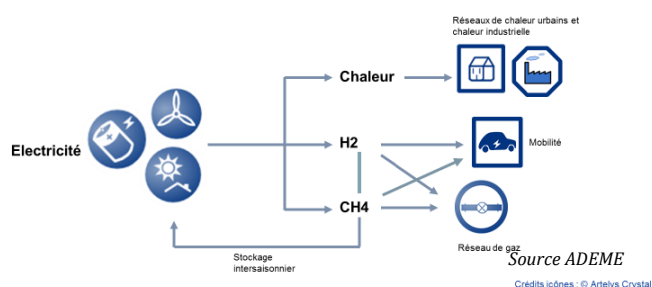 Réseaux de chaleur urbains et
chaleur industrielle
Chaleur
Electricité
H2
Mobilité
CH4
Réseau de gaz
Stockage
intersaisonnier
Source ADEME
Crédits icônes : © Artelys Crystal